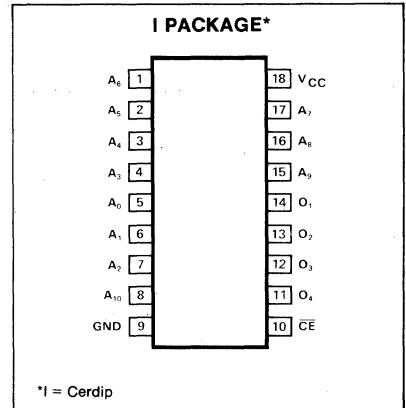 I PACKAGE*
A₆ 1 18 VCC
A₅ 2 17 A₇
A₄ 3 16 A₈
A₃ 4 15 A₉
A₀ 5 14 O₁
A₁ 6 13 O₂
A₂ 7 12 O₃
A₁₀ 8 11 O₄
GND 9 10 C̅E̅
*I = Cerdip